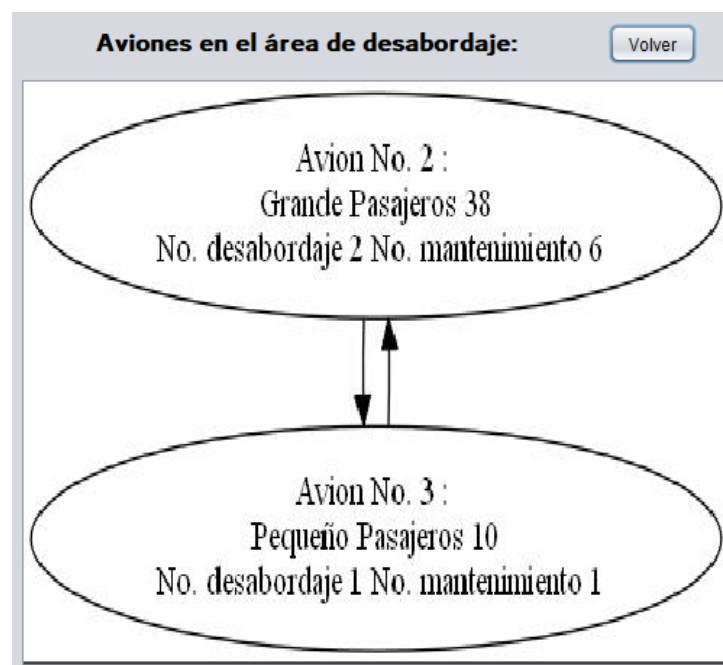 Aviones en el área de desabordaje:
Volver
Avion No. 2 :
Grande Pasajeros 38
No. desabordaje 2 No. mantenimiento 6
Avion No. 3 :
Pequeño Pasajeros 10
No. desabordaje 1 No. mantenimiento 1